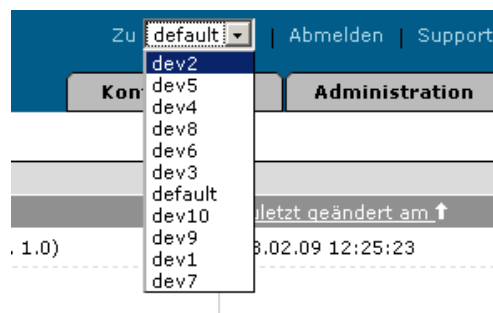 Zu default | Abmelden | Support
dev2
Kon Administration
dev5
dev4
dev8
dev6
dev3
default
dev10
uletzt geändert am
dev9
. 1.0) 3.02.09 12:25:23
dev1
dev7